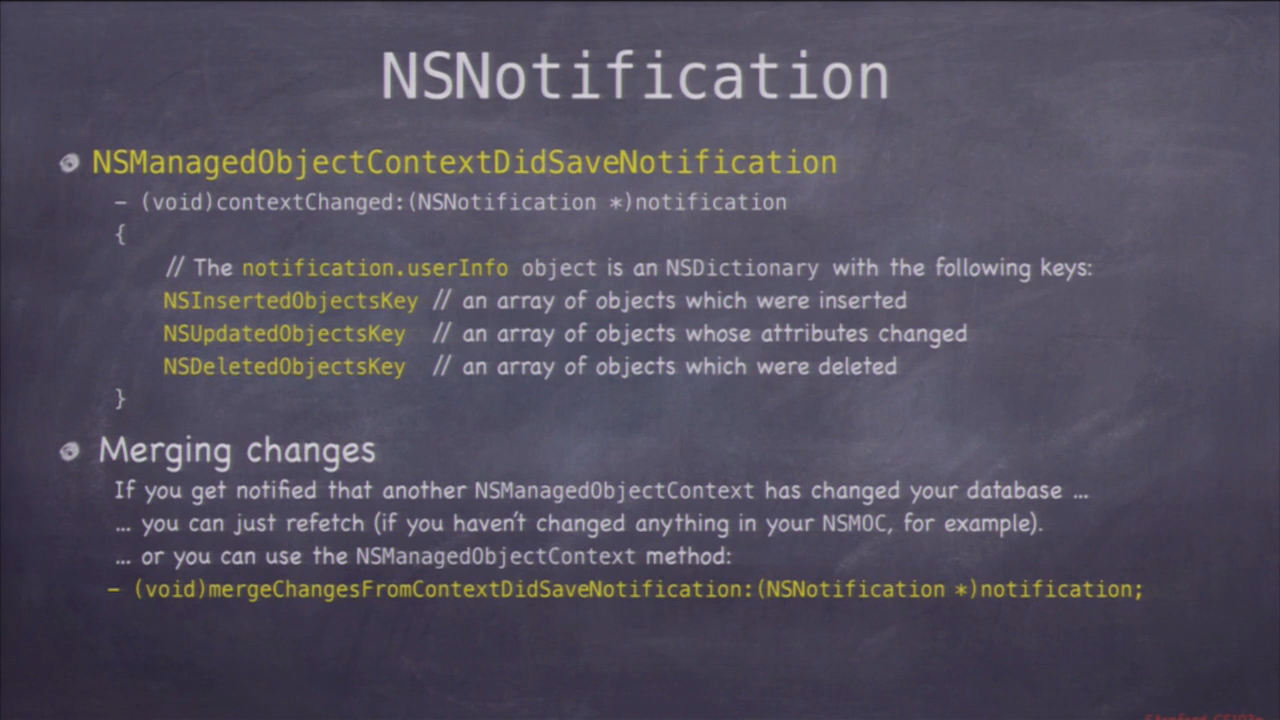 NSNotification
NSManagedObjectContextDidSaveNotification
- (void)contextChanged:(NSNotification *)notification
{
// The notification.userInfo object is an NSDictionary with the following keys:
NSInsertedObjectsKey // an array of objects which were inserted
NSUpdatedObjectsKey // an array of objects whose attributes changed
NSDeletedObjectsKey // an array of objects which were deleted
}
Merging changes
If you get notified that another NSManagedObjectContext has changed your database ...
... you can just refetch (if you haven't changed anything in your NSMOC, for example).
... or you can use the NSManagedObjectContext method:
- (void)mergeChangesFromContextDidSaveNotification:(NSNotification *)notification;